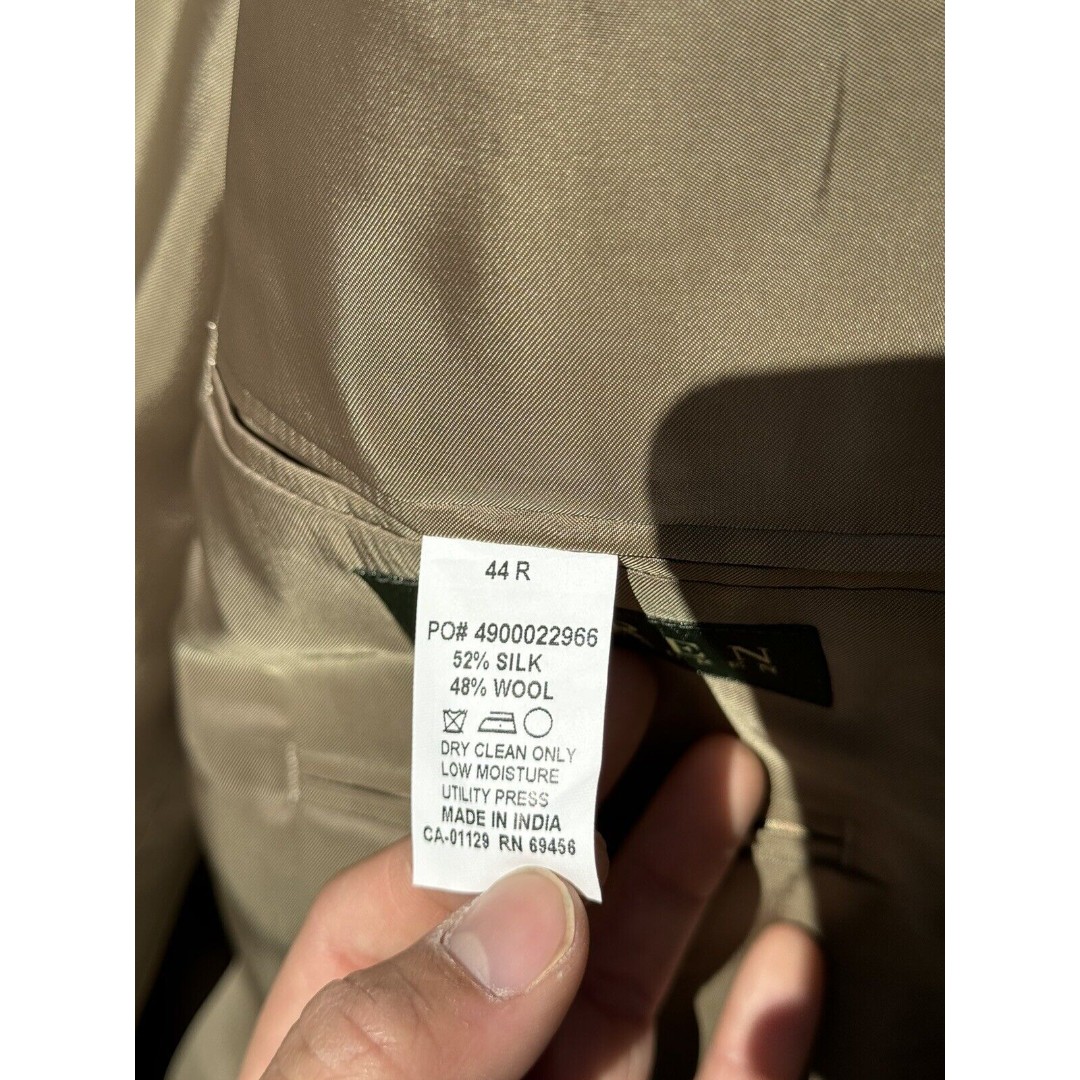 44 R
PO# 4900022966
52% SILK
48% WOOL
DRY CLEAN ONLY
LOW MOISTURE
UTILITY PRESS
MADE IN INDIA
CA-01129 RN 69456